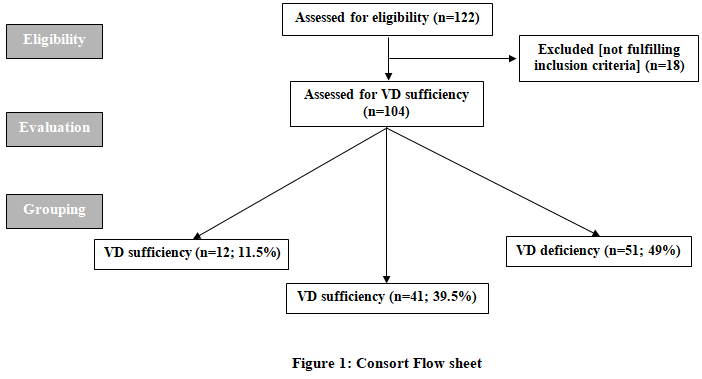 Assessed for eligibility (n=122)
Eligibility
Excluded [not fulfilling
inclusion criteria] (n=18)
Assessed for VD sufficiency
(n=104)
Evaluation
Grouping
VD sufficiency (n=12; 11.5%)
VD deficiency (n=51; 49%)
VD sufficiency (n=41; 39.5%)
Figure 1: Consort Flow sheet